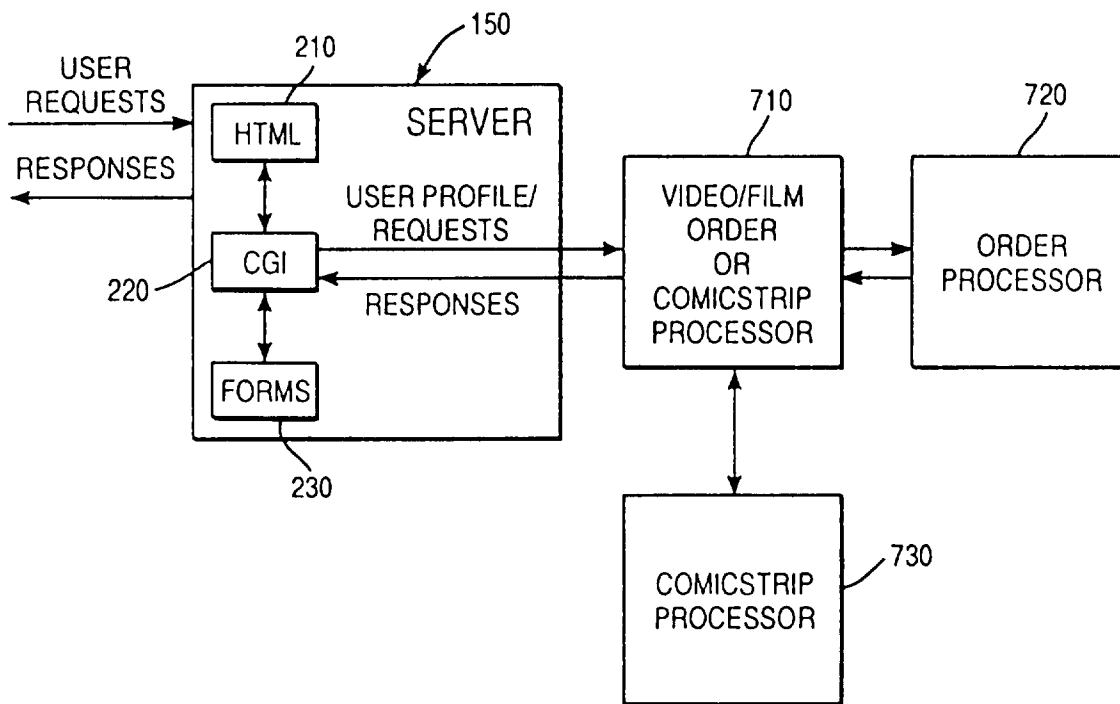 150
USER
REQUESTS
RESPONSES
210
HTML
SERVER
220
CGI
FORMS
230
USER PROFILE/
REQUESTS
RESPONSES
710
VIDEO/FILM
ORDER
OR
COMICSTRIP
PROCESSOR
720
ORDER
PROCESSOR
COMICSTRIP
PROCESSOR
730